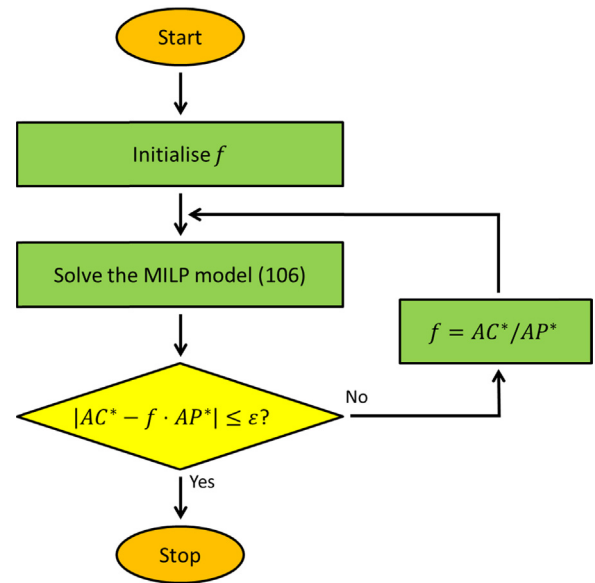 Start
Initialise f
Solve the MILP model (106)
f = AC*/AP*
|AC* − f · AP*| ≤ ε?
No
Yes
Stop